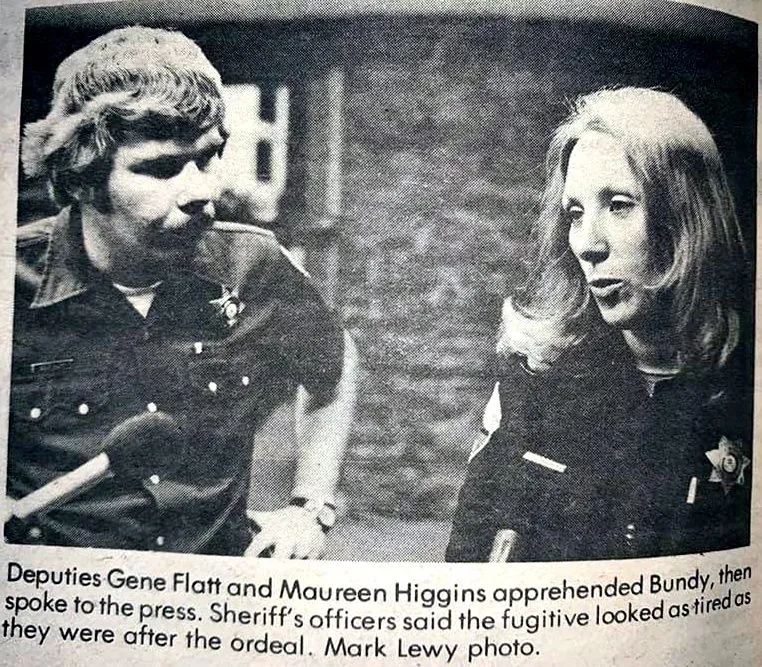 Deputies Gene Flatt and Maureen Higgins apprehended Bundy, then
spoke to the press. Sheriff's officers said the fugitive looked as tired as
they were after the ordeal. Mark Lewy photo.